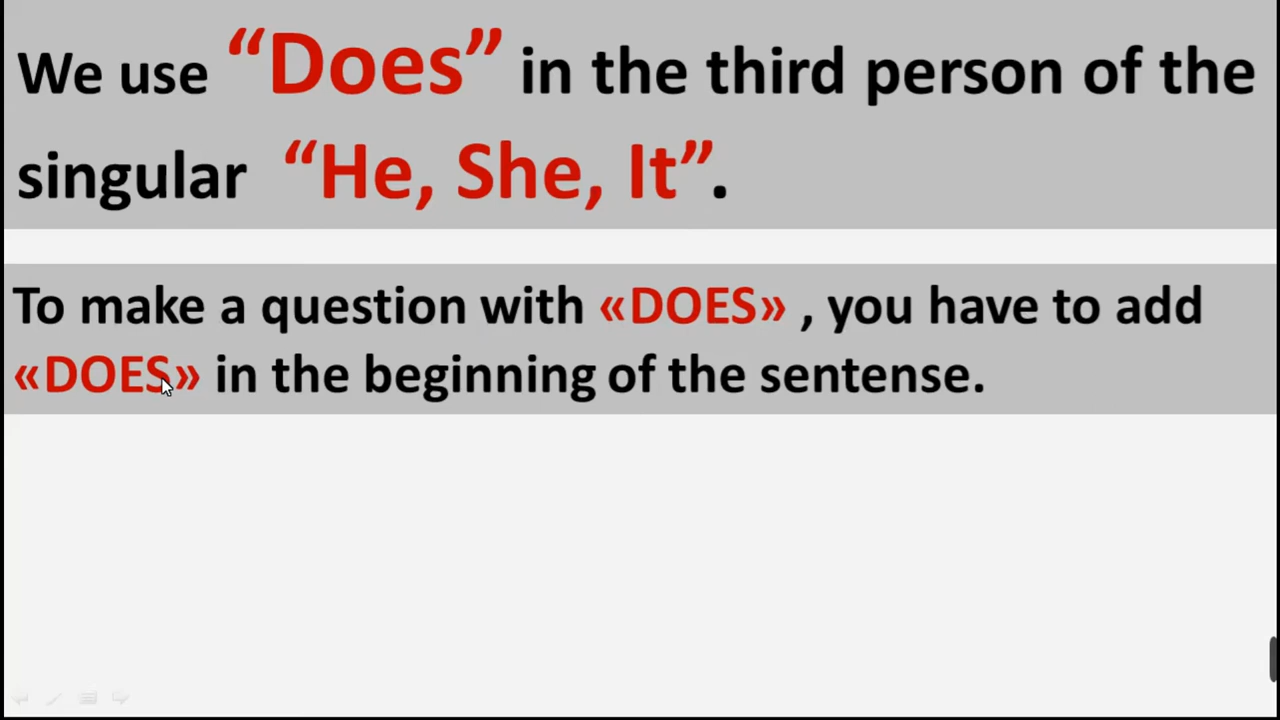 We use “Does” in the third person of the
singular “He, She, It”.
To make a question with «DOES» , you have to add
«DOES» in the beginning of the sentense.